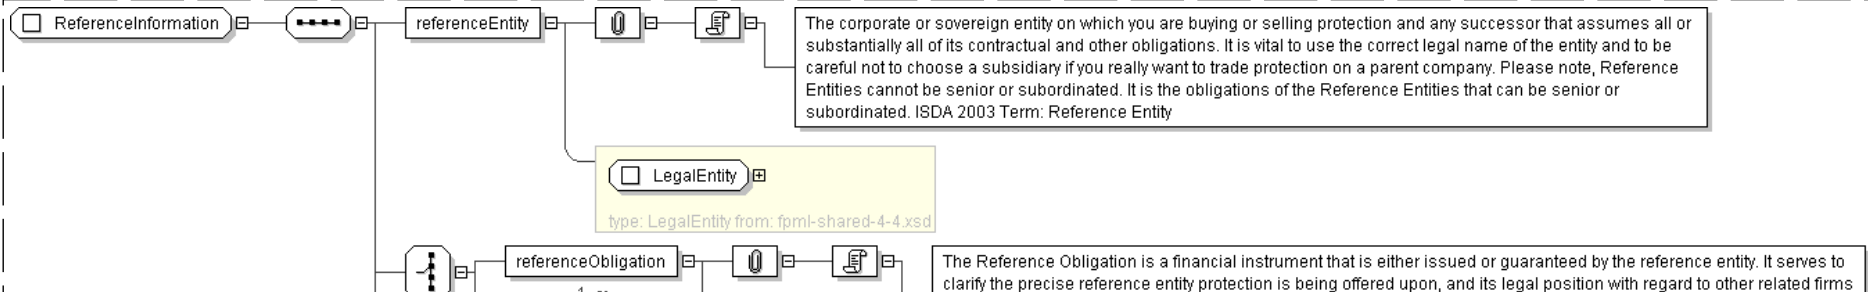 ReferenceInformation
referenceEntity
The corporate or sovereign entity on which you are buying or selling protection and any successor that assumes all or
substantially all of its contractual and other obligations. It is vital to use the correct legal name of the entity and to be
careful not to choose a subsidiary if you really want to trade protection on a parent company. Please note, Reference
Entities cannot be senior or subordinated. It is the obligations of the Reference Entities that can be senior or
subordinated. ISDA 2003 Term: Reference Entity
LegalEntity
type: LegalEntity from: fpml-shared-4-4.xsd
referenceObligation
The Reference Obligation is a financial instrument that is either issued or guaranteed by the reference entity. It serves to
clarify the precise reference entity protection is being offered upon, and its legal position with regard to other related firms